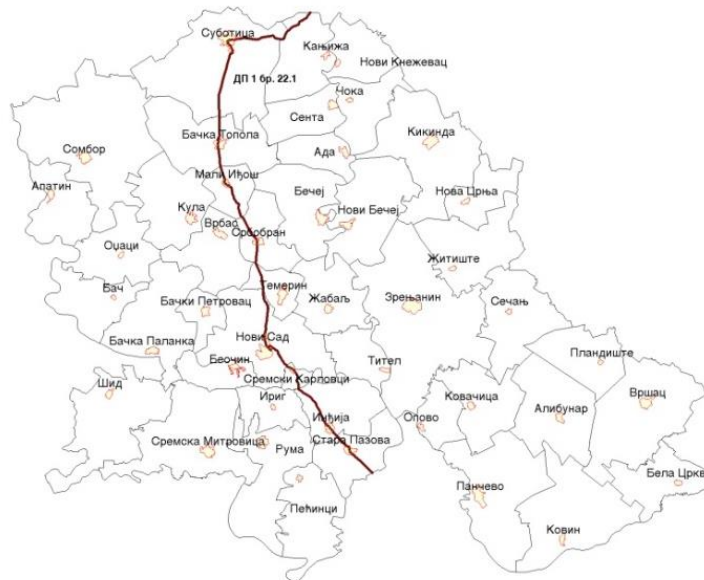 Суботица
Кањижа
Нови Кнежевац
ДП 1 бр. 22.1
Чока
Сента
Бачка Топола
Кикинда
Сомбор
Ада
Мали Иђош
Апатин
Бечеј
Нова Црња
Кула
Нови Бечеј
Врбас
Србобран
Оџаци
Житиште
Бач
Темерин
Зрењанин
Жабаљ
Сечањ
Бачки Петровац
Нови Сад
Бачка Паланка
Беочин
Тител
Пландиште
Сремски Карловци
Шид
Ириг
Ковачица
Вршац
Инђија
Опово
Алибунар
Сремска Митровица
Рума
Стара Пазова
Бела Цркв
Панчево
Пећинци
Ковин